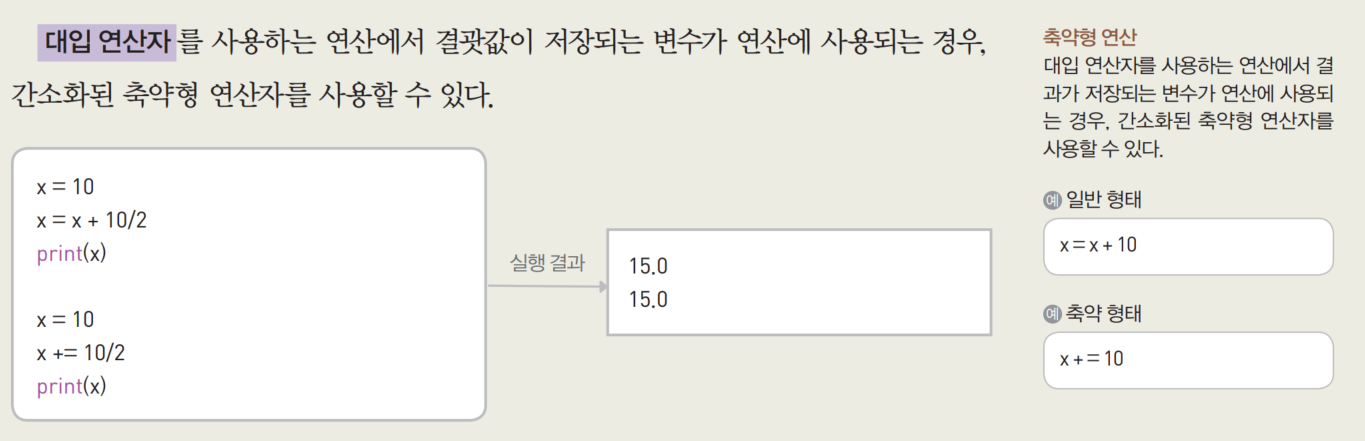 대입 연산자를 사용하는 연산에서 결괏값이 저장되는 변수가 연산에 사용되는 경우,
간소화된 축약형 연산자를 사용할 수 있다.
x = 10
x = x + 10/2
print(x)
x = 10
x += 10/2
print(x)
실행 결과
15.0
15.0
축약형 연산
대입 연산자를 사용하는 연산에서 결
과가 저장되는 변수가 연산에 사용되
는 경우, 간소화된 축약형 연산자를
사용할 수 있다.
예 일반 형태
x = x + 10
예 축약 형태
x += 10